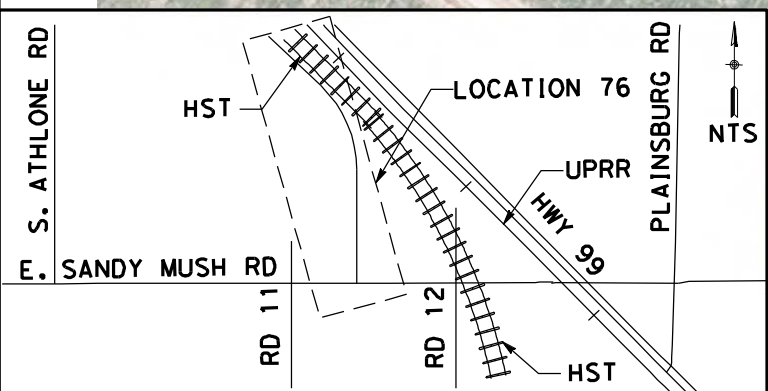 S. ATHLONE RD
HST
LOCATION 76
UPRR
HWY 99
PLAINSBURG RD
NTS
E. SANDY MUSH RD
RD 11
RD 12
HST